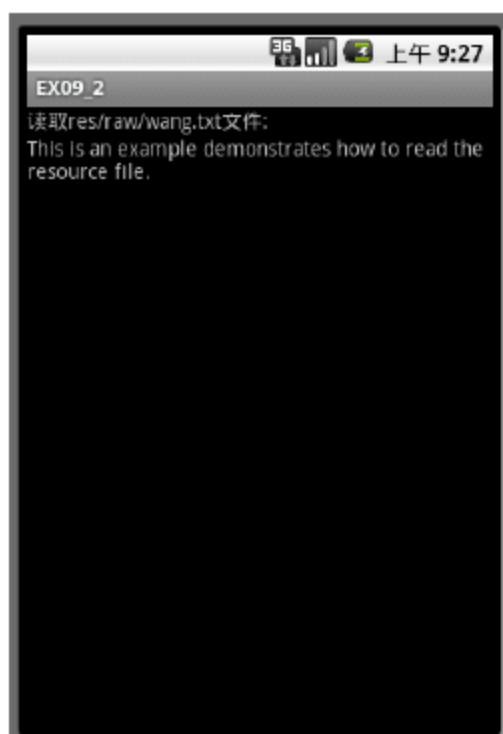 3G 上午 9:27
EX09_2
读取res/raw/wang.txt文件:
This is an example demonstrates how to read the
resource file.